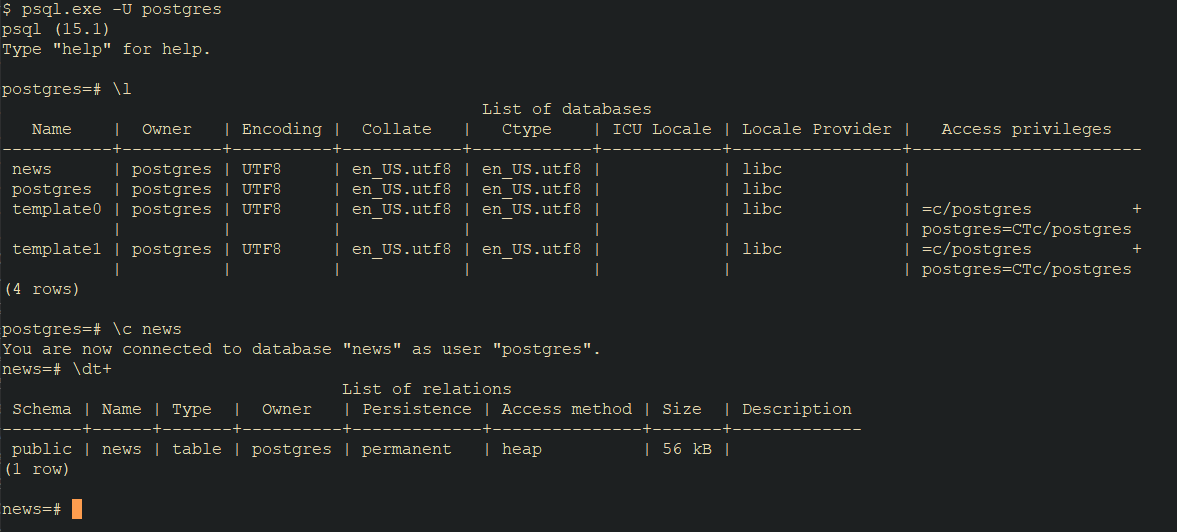 $ psql.exe -U postgres
psql (15.1)
Type "help" for help.

postgres=# \l
                                                List of databases
   Name    |  Owner   | Encoding |  Collate   |   Ctype    | ICU Locale | Locale Provider |   Access privileges
-----------+----------+----------+------------+------------+------------+-----------------+-----------------------
 news      | postgres | UTF8     | en_US.utf8 | en_US.utf8 |            | libc            |
 postgres  | postgres | UTF8     | en_US.utf8 | en_US.utf8 |            | libc            |
 template0 | postgres | UTF8     | en_US.utf8 | en_US.utf8 |            | libc            | =c/postgres          +
           |          |          |            |            |            |                 | postgres=CTc/postgres
 template1 | postgres | UTF8     | en_US.utf8 | en_US.utf8 |            | libc            | =c/postgres          +
           |          |          |            |            |            |                 | postgres=CTc/postgres
(4 rows)

postgres=# \c news
You are now connected to database "news" as user "postgres".
news=# \dt+
                                  List of relations
 Schema | Name | Type  |  Owner   | Persistence | Access method | Size  | Description
--------+------+-------+----------+-------------+---------------+-------+-------------
 public | news | table | postgres | permanent   | heap          | 56 kB |
(1 row)

news=#